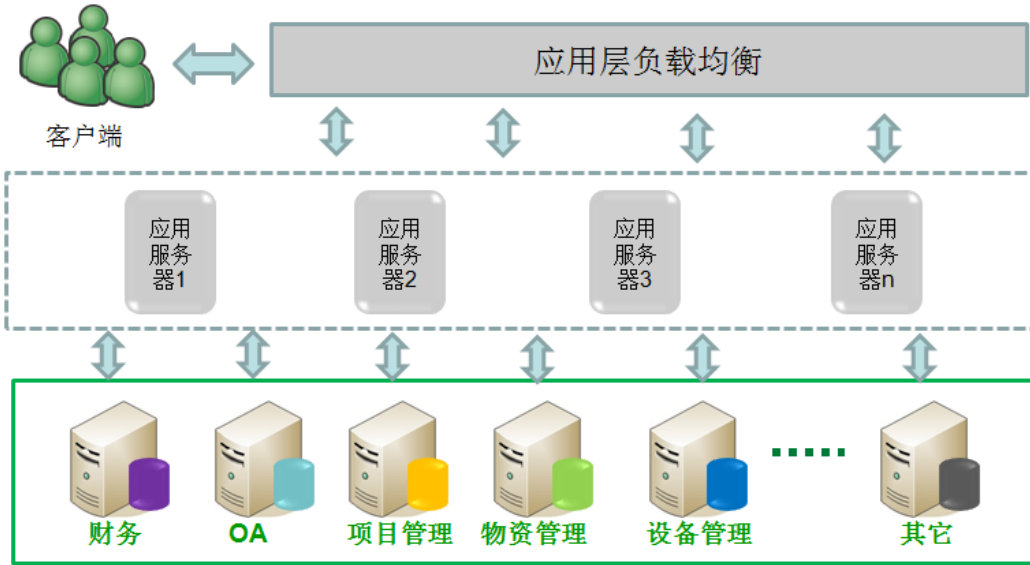 应用层负载均衡
客户端
应用
服务
器1
应用
服务
器2
应用
服务
器3
应用
服务
器n
财务
OA
项目管理
物资管理
设备管理
其它